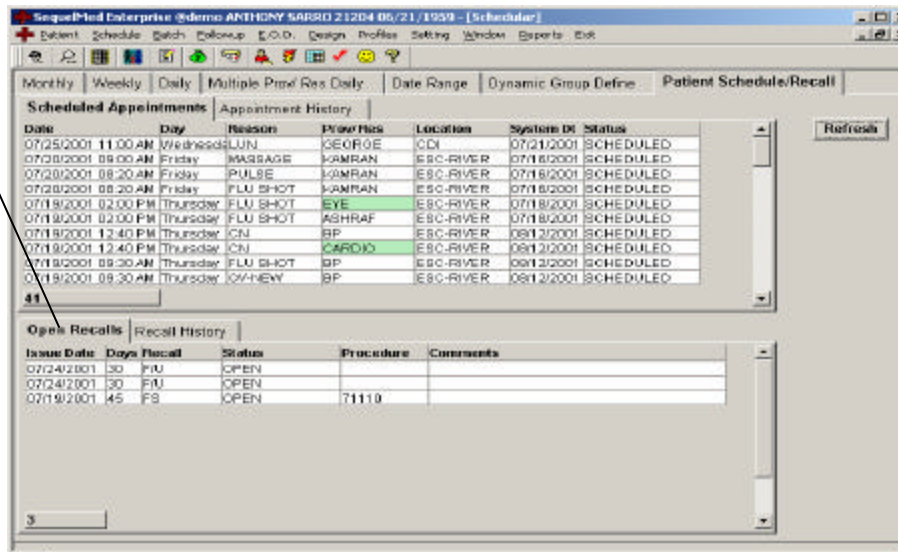 SequelMed Enterprise @demo ANTHONY SARRO 21204 06/21/1959 - [Schedular]
Patient Schedule Batch Followup E.O.D. Design Profiles Setting Window Reports Exit
Monthly Weekly Daily Multiple Prov/Res Daily Date Range Dynamic Group Define Patient Schedule/Recall
Scheduled Appointments Appointment History
Refresh
Date Day Reason Prov/Res Location System Dt Status
07/25/2001 11:00 AM Wednesda LUN GEORGE CDI 07/21/2001 SCHEDULED
07/20/2001 09:00 AM Friday MASSAGE KAMRAN ESC-RIVER 07/16/2001 SCHEDULED
07/20/2001 08:20 AM Friday PULSE KAMRAN ESC-RIVER 07/16/2001 SCHEDULED
07/20/2001 08:20 AM Friday FLU SHOT KAMRAN ESC-RIVER 07/16/2001 SCHEDULED
07/19/2001 02:00 PM Thursday FLU SHOT EYE ESC-RIVER 07/18/2001 SCHEDULED
07/19/2001 02:00 PM Thursday FLU SHOT ASHRAF ESC-RIVER 07/18/2001 SCHEDULED
07/19/2001 12:40 PM Thursday CN BP ESC-RIVER 09/12/2001 SCHEDULED
07/19/2001 12:40 PM Thursday CN CARDIO ESC-RIVER 09/12/2001 SCHEDULED
07/19/2001 09:30 AM Thursday FLU SHOT BP ESC-RIVER 09/12/2001 SCHEDULED
07/19/2001 09:30 AM Thursday OV-NEW BP ESC-RIVER 09/12/2001 SCHEDULED
41
Open Recalls Recall History
Issue Date Days Recall Status Procedure Comments
07/24/2001 30 F/U OPEN
07/24/2001 30 F/U OPEN
07/19/2001 45 FS OPEN 71110
3